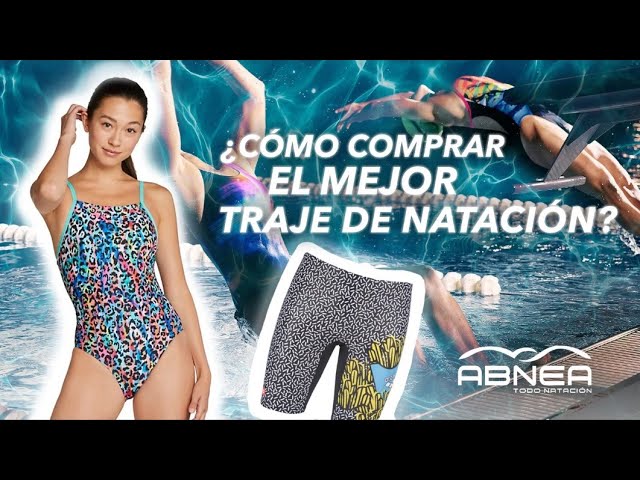 ¿CÓMO COMPRAR
EL MEJOR
TRAJE DE NATACIÓN?
ABNEA
TODO-NATACIÓN